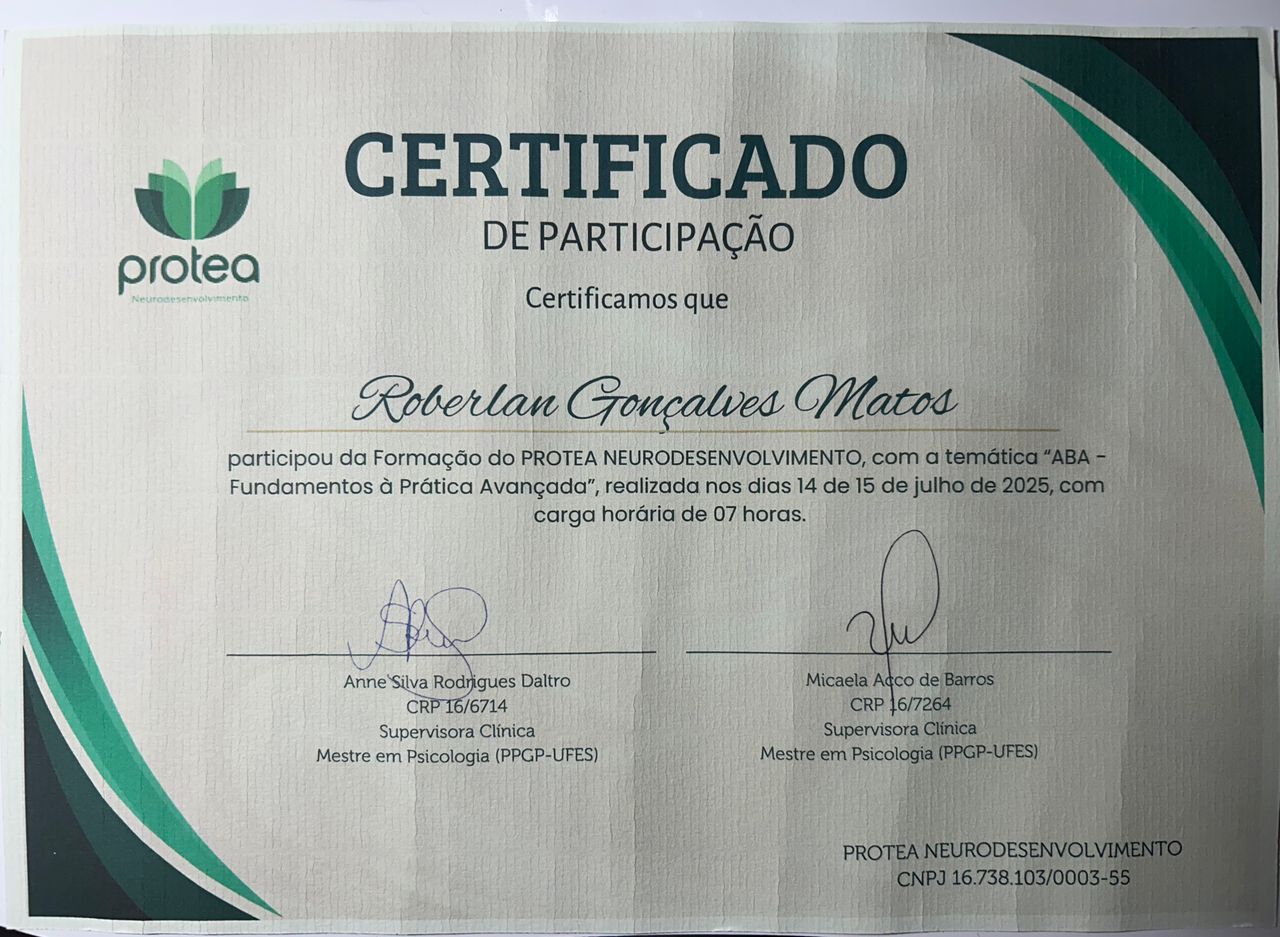 CERTIFICADO
DE PARTICIPAÇÃO
protea
Neurodesenvolvimento
Certificamos que
Roberlan Gonçalves Matos
participou da Formação do PROTEA NEURODESENVOLVIMENTO, com a temática “ABA -
Fundamentos à Prática Avançada”, realizada nos dias 14 de 15 de julho de 2025, com
carga horária de 07 horas.
Anne Silva Rodrigues Daltro
CRP 16/6714
Supervisora Clínica
Mestre em Psicologia (PPGP-UFES)
Micaela Acco de Barros
CRP 16/7264
Supervisora Clínica
Mestre em Psicologia (PPGP-UFES)
PROTEA NEURODESENVOLVIMENTO
CNPJ 16.738.103/0003-55